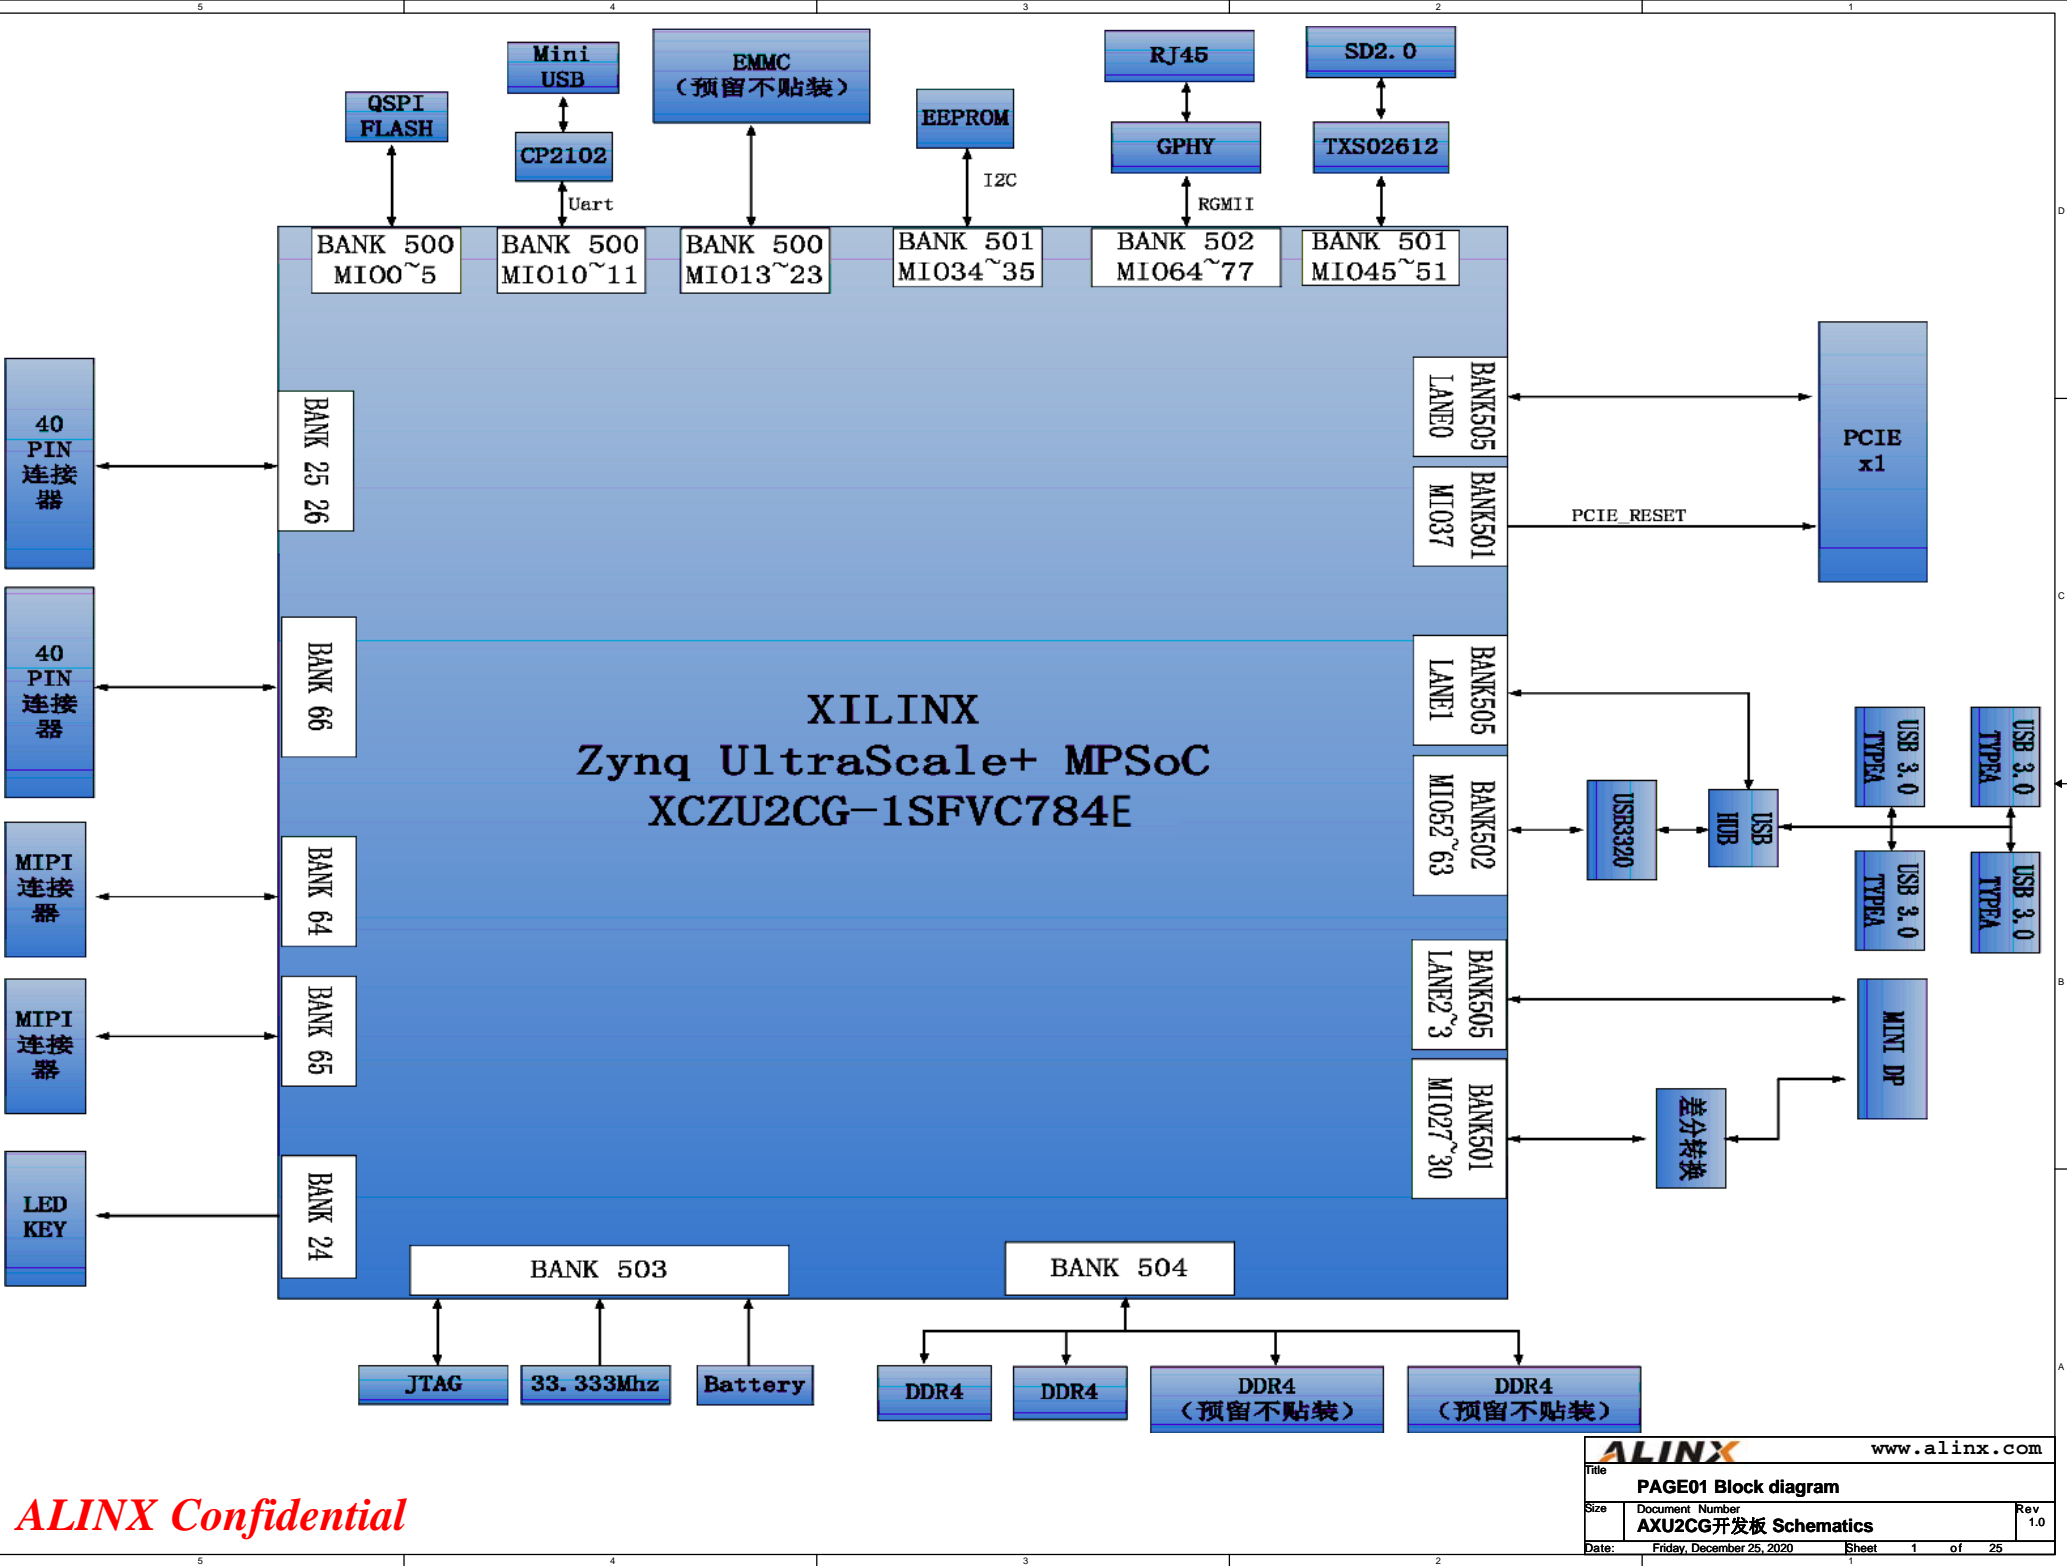 5 4 3 2 1
Mini
USB
EMMC
(预留不贴装)
RJ45
SD2.0
QSPI
FLASH
CP2102
EEPROM
GPHY
TXS02612
Uart
I2C
RGMII
BANK 500
MIO0~5
BANK 500
MIO10~11
BANK 500
MIO13~23
BANK 501
MIO34~35
BANK 502
MIO64~77
BANK 501
MIO45~51
D
C
B
A
40
PIN
连接
器
BANK 25 26
40
PIN
连接
器
BANK 66
MIPI
连接
器
BANK 64
MIPI
连接
器
BANK 65
LED
KEY
BANK 24
XILINX
Zynq UltraScale+ MPSoC
XCZU2CG-1SFVC784E
BANK505
LANE0
BANK501
MIO37
PCIE_RESET
PCIE
x1
BANK505
LANE1
BANK502
MIO52~63
USB3320
USB
HUB
USB 3.0
TYPEA
USB 3.0
TYPEA
USB 3.0
TYPEA
USB 3.0
TYPEA
BANK505
LANE2~3
BANK501
MIO27~30
差分转换
MINI DP
BANK 503
BANK 504
JTAG
33.333Mhz
Battery
DDR4
DDR4
DDR4
(预留不贴装)
DDR4
(预留不贴装)
ALINX Confidential
ALINX www.alinx.com
Title
PAGE01 Block diagram
Size Document Number Rev
AXU2CG开发板 Schematics 1.0
Date: Friday, December 25, 2020 Sheet 1 of 25
5 4 3 2 1